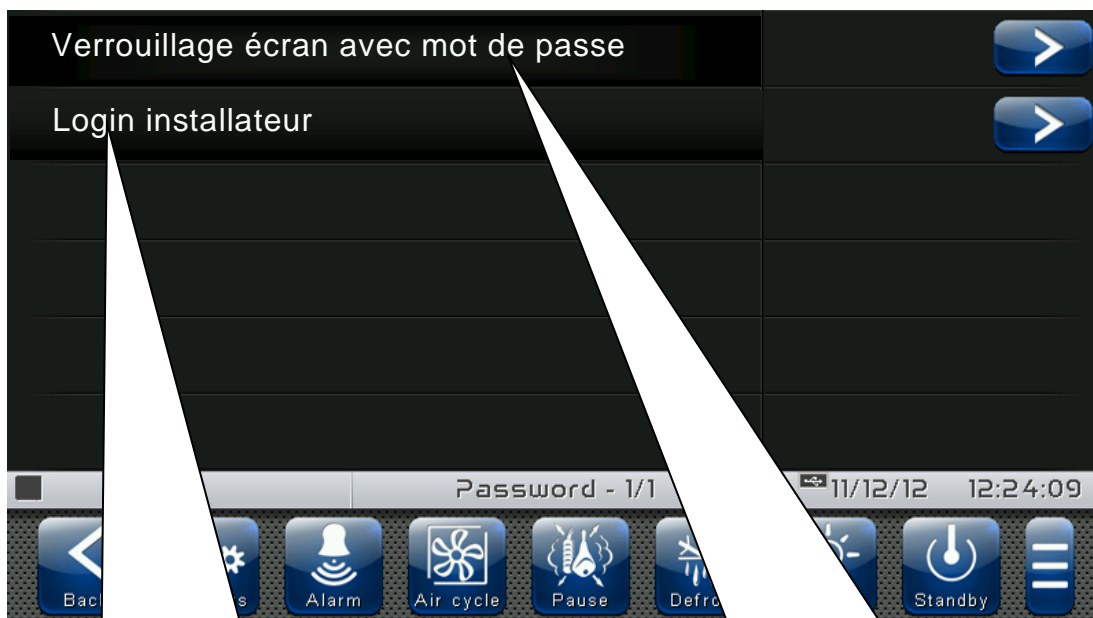 Verrouillage écran avec mot de passe
Login installateur
Password - 1/1
11/12/12 12:24:09
Alarm
Air cycle
Pause
Standby